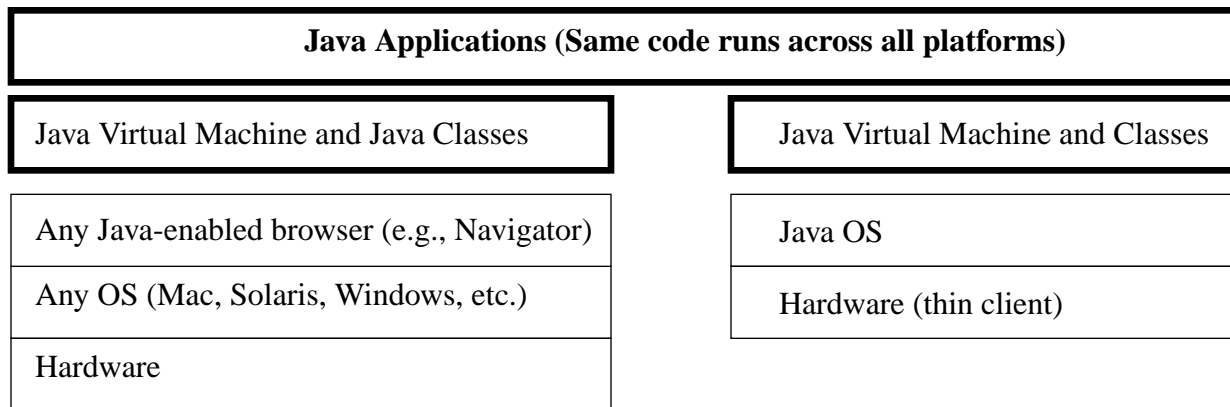 Java Applications (Same code runs across all platforms)
Java Virtual Machine and Java Classes
Any Java-enabled browser (e.g., Navigator)
Any OS (Mac, Solaris, Windows, etc.)
Hardware
Java Virtual Machine and Classes
Java OS
Hardware (thin client)